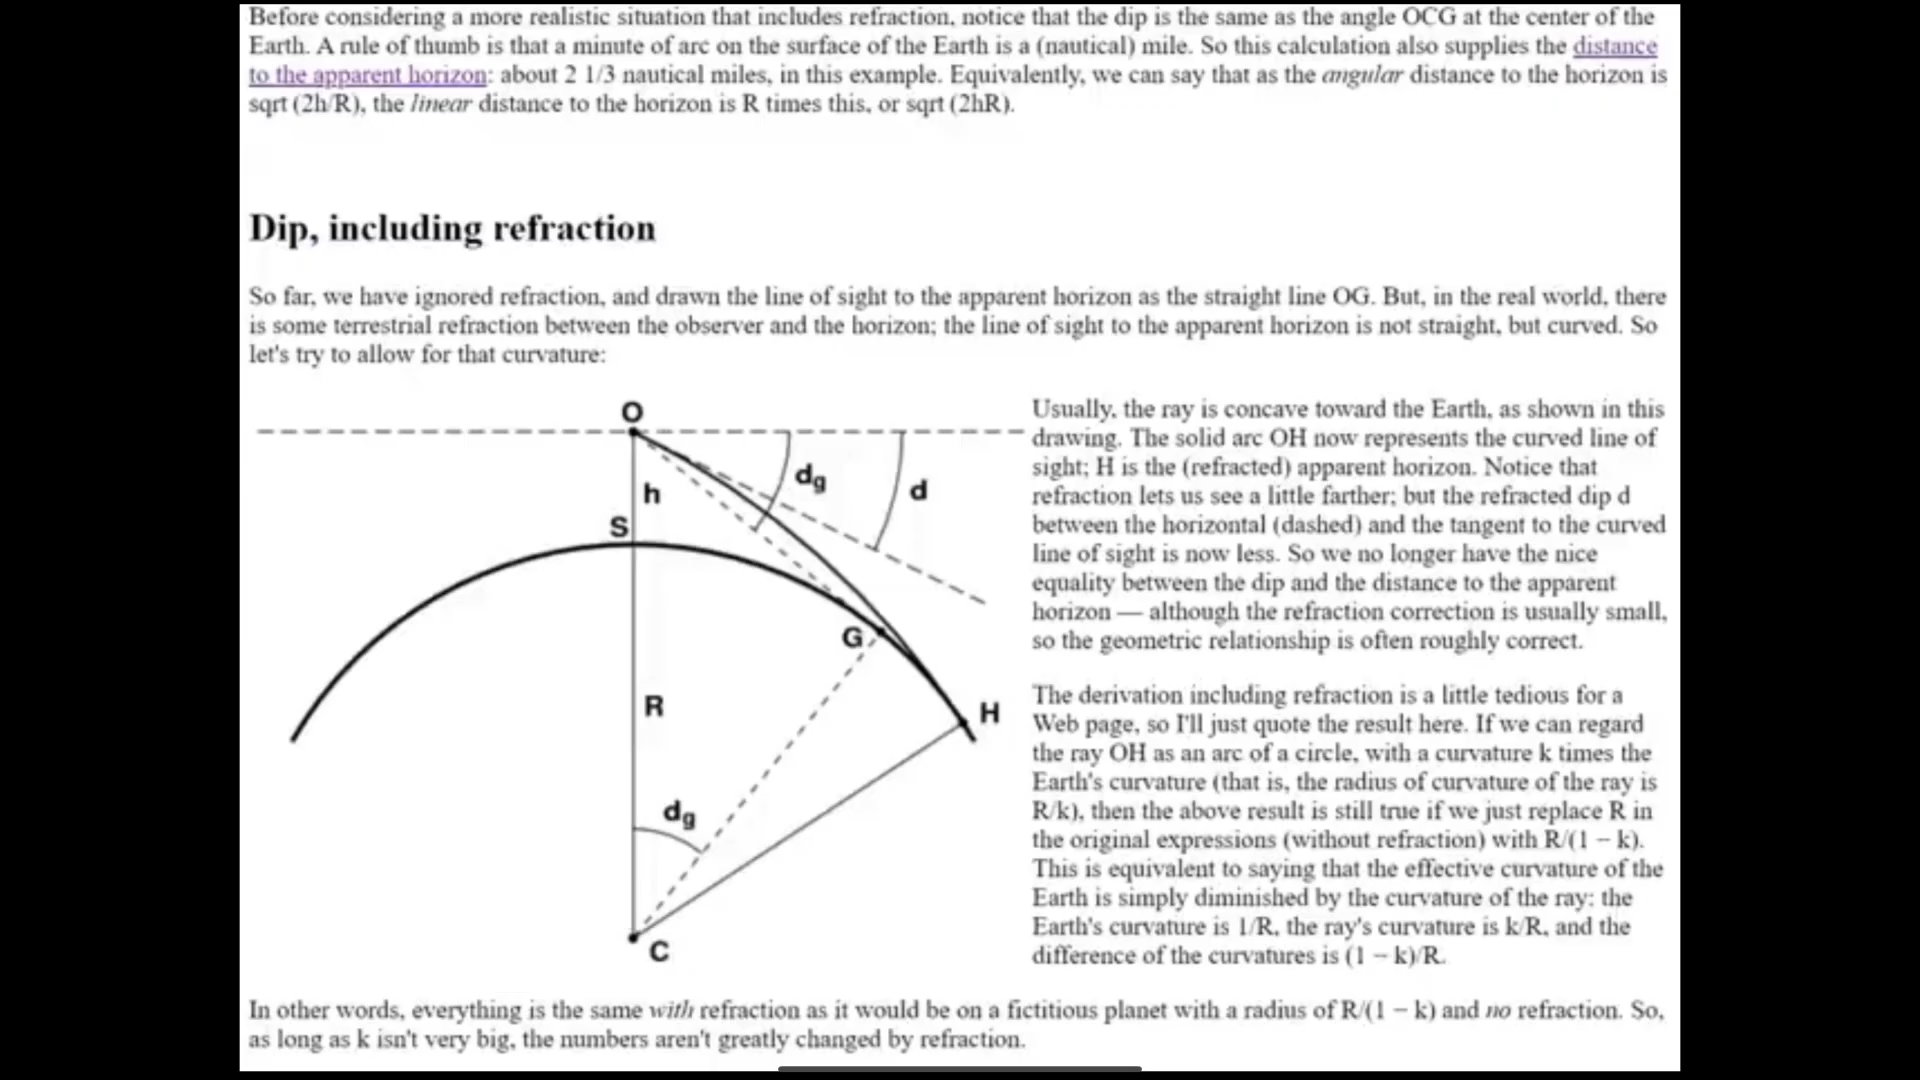 Before considering a more realistic situation that includes refraction, notice that the dip is the same as the angle OCG at the center of the
Earth. A rule of thumb is that a minute of arc on the surface of the Earth is a (nautical) mile. So this calculation also supplies the distance
to the apparent horizon: about 2 1/3 nautical miles, in this example. Equivalently, we can say that as the angular distance to the horizon is
sqrt (2h/R), the linear distance to the horizon is R times this, or sqrt (2hR).
Dip, including refraction
So far, we have ignored refraction, and drawn the line of sight to the apparent horizon as the straight line OG. But, in the real world, there
is some terrestrial refraction between the observer and the horizon; the line of sight to the apparent horizon is not straight, but curved. So
let's try to allow for that curvature:
O
dg
d
h
S
G
R
H
dg
C
Usually, the ray is concave toward the Earth, as shown in this
drawing. The solid arc OH now represents the curved line of
sight; H is the (refracted) apparent horizon. Notice that
refraction lets us see a little farther; but the refracted dip d
between the horizontal (dashed) and the tangent to the curved
line of sight is now less. So we no longer have the nice
equality between the dip and the distance to the apparent
horizon — although the refraction correction is usually small,
so the geometric relationship is often roughly correct.
The derivation including refraction is a little tedious for a
Web page, so I'll just quote the result here. If we can regard
the ray OH as an arc of a circle, with a curvature k times the
Earth's curvature (that is, the radius of curvature of the ray is
R/k), then the above result is still true if we just replace R in
the original expressions (without refraction) with R/(1 − k).
This is equivalent to saying that the effective curvature of the
Earth is simply diminished by the curvature of the ray: the
Earth's curvature is 1/R, the ray's curvature is k/R, and the
difference of the curvatures is (1 − k)/R.
In other words, everything is the same with refraction as it would be on a fictitious planet with a radius of R/(1 − k) and no refraction. So,
as long as k isn't very big, the numbers aren't greatly changed by refraction.